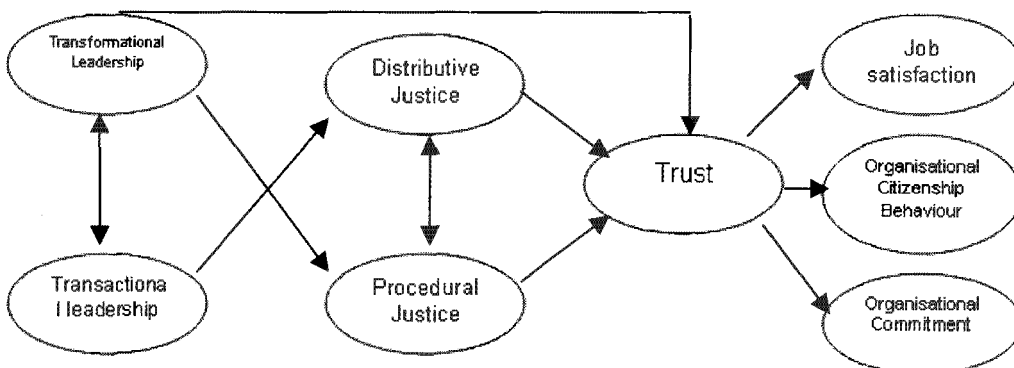 Transformational
Leadership
Distributive
Justice
Job
satisfaction
Trust
Organisational
Citizenship
Behaviour
Transactiona
l leadership
Procedural
Justice
Organisational
Commitment